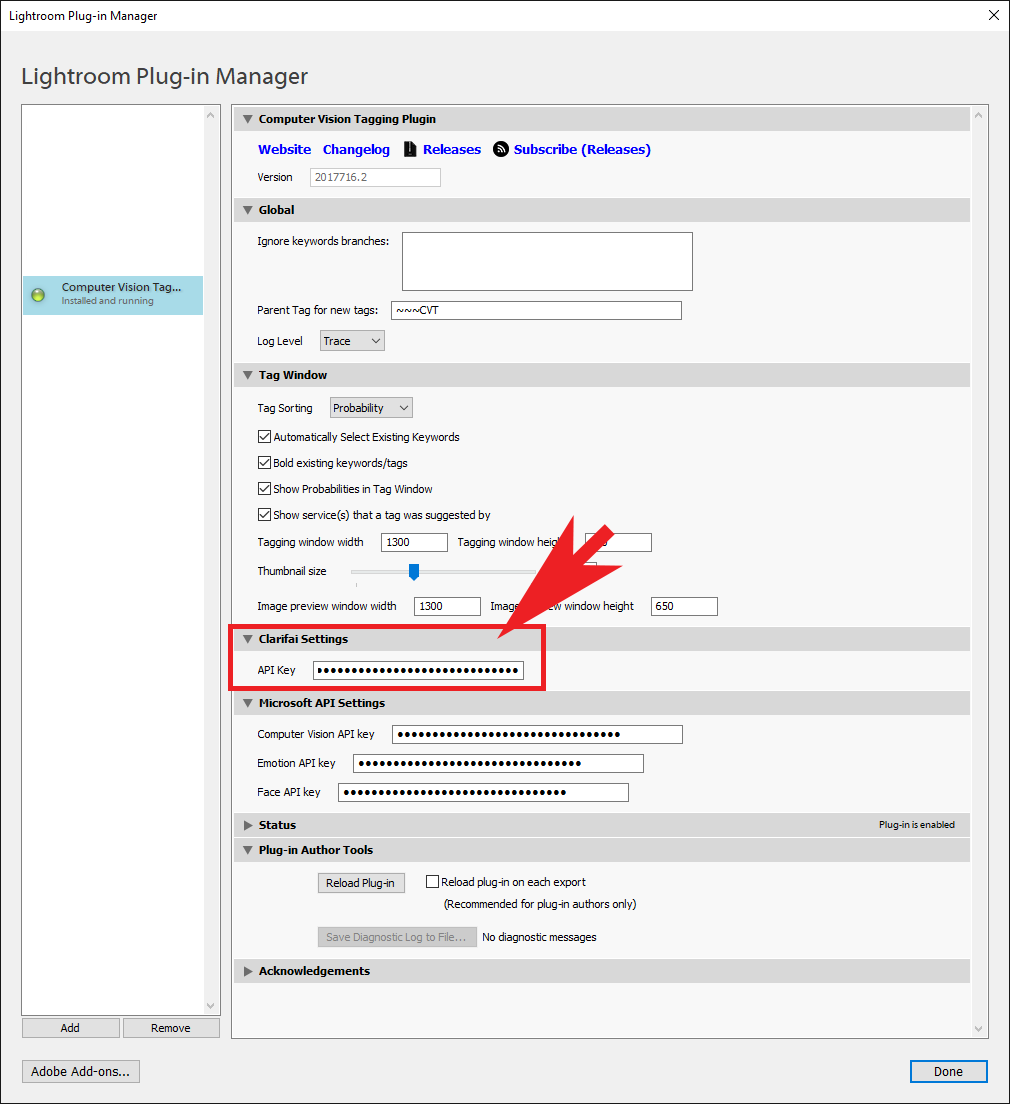 Lightroom Plug-in Manager
Lightroom Plug-in Manager
Computer Vision Tag...
Installed and running
Add Remove
Computer Vision Tagging Plugin
Website Changelog Releases Subscribe (Releases)
Version 2017716.2
Global
Ignore keywords branches:
Parent Tag for new tags: ~~~CVT
Log Level Trace
Tag Window
Tag Sorting Probability
Automatically Select Existing Keywords
Bold existing keywords/tags
Show Probabilities in Tag Window
Show service(s) that a tag was suggested by
Tagging window width 1300 Tagging window
Thumbnail size
Image preview window width 1300 window height 650
Clarifai Settings
API Key ••••••••••••••••••••••••••••••
Microsoft API Settings
Computer Vision API key ••••••••••••••••••••••••••••••••
Emotion API key ••••••••••••••••••••••••••••••••
Face API key ••••••••••••••••••••••••••••••••
Status Plug-in is enabled
Plug-in Author Tools
Reload Plug-in Reload plug-in on each export
(Recommended for plug-in authors only)
Save Diagnostic Log to File... No diagnostic messages
Acknowledgements
Adobe Add-ons... Done